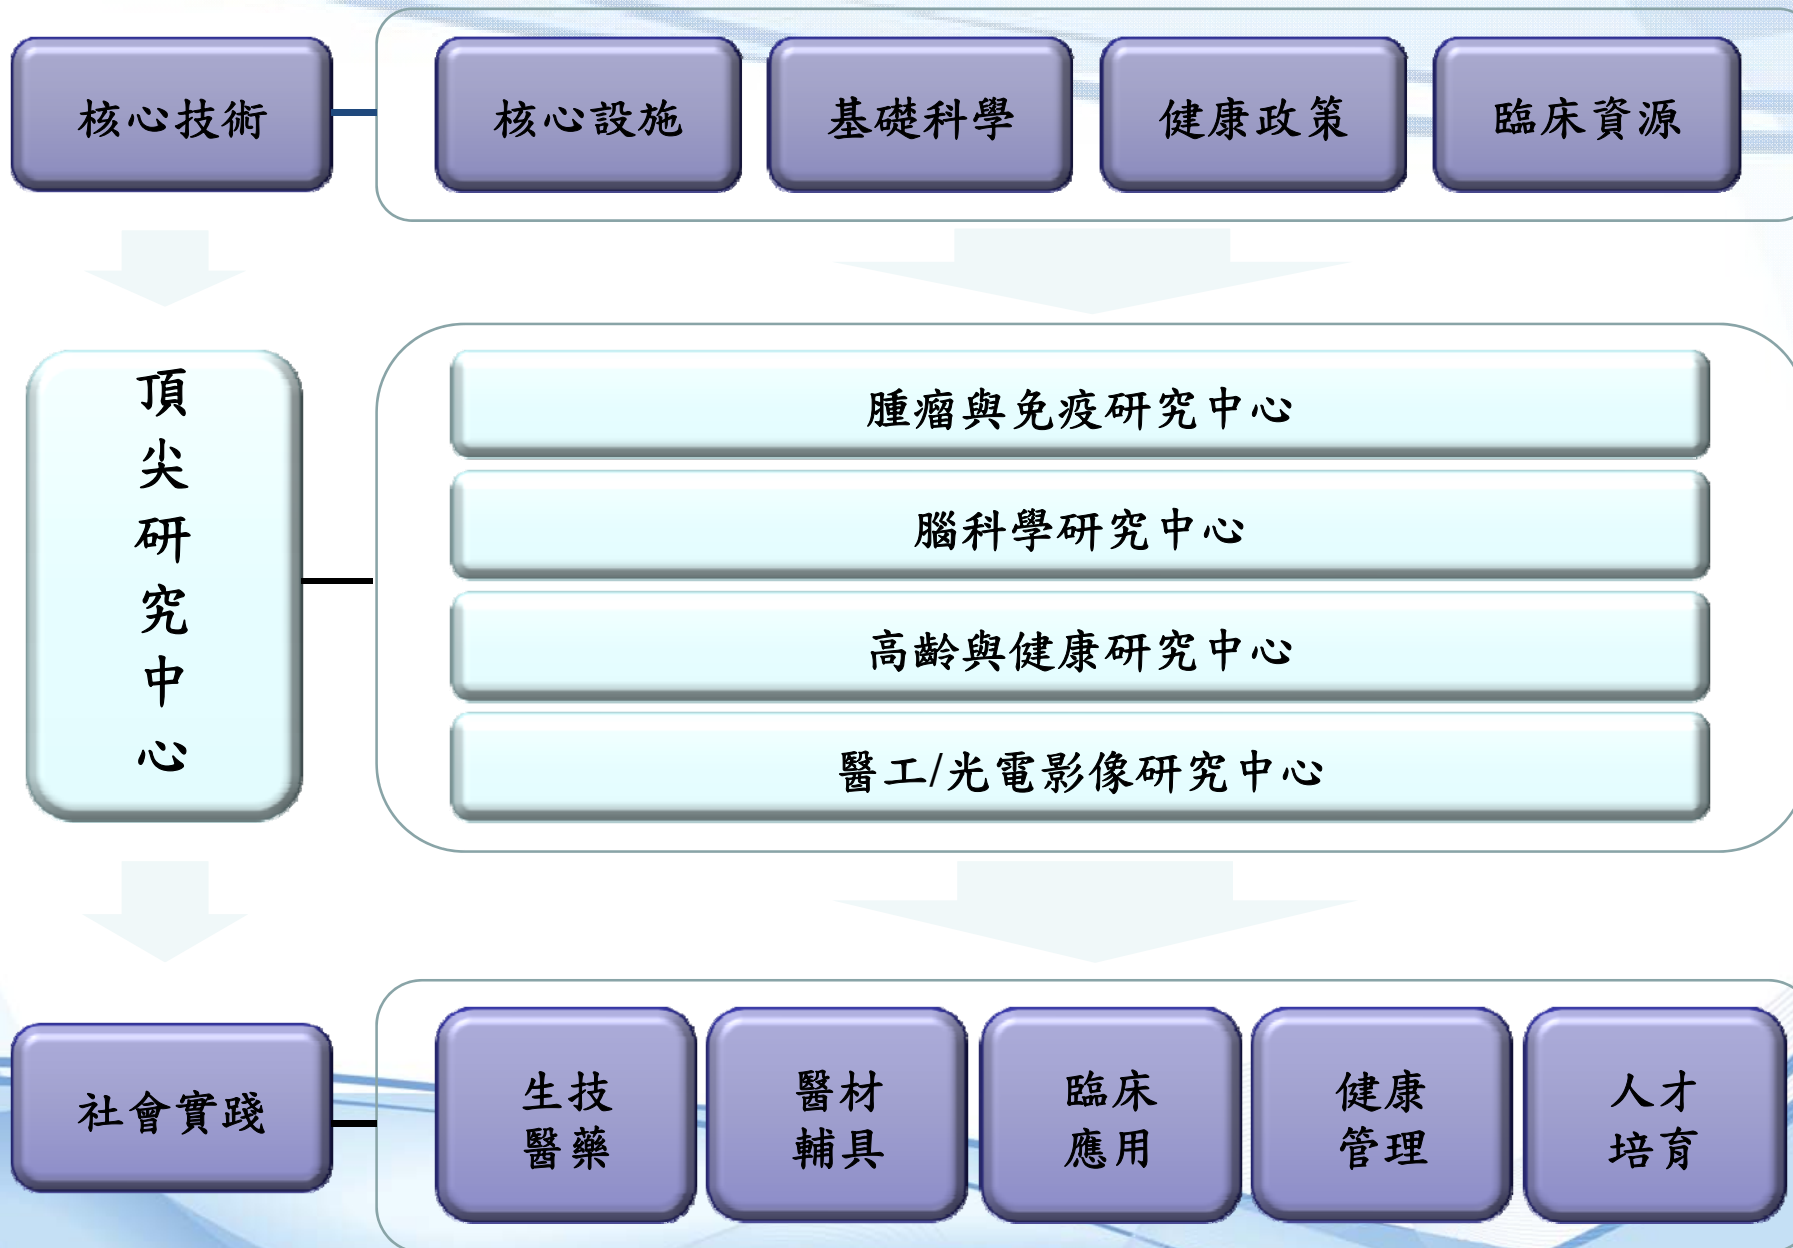 核心技術
核心設施
基礎科學
健康政策
臨床資源
頂
尖
研
究
中
心
腫瘤與免疫研究中心
腦科學研究中心
高齡與健康研究中心
醫工/光電影像研究中心
社會實踐
生技
醫藥
醫材
輔具
臨床
應用
健康
管理
人才
培育